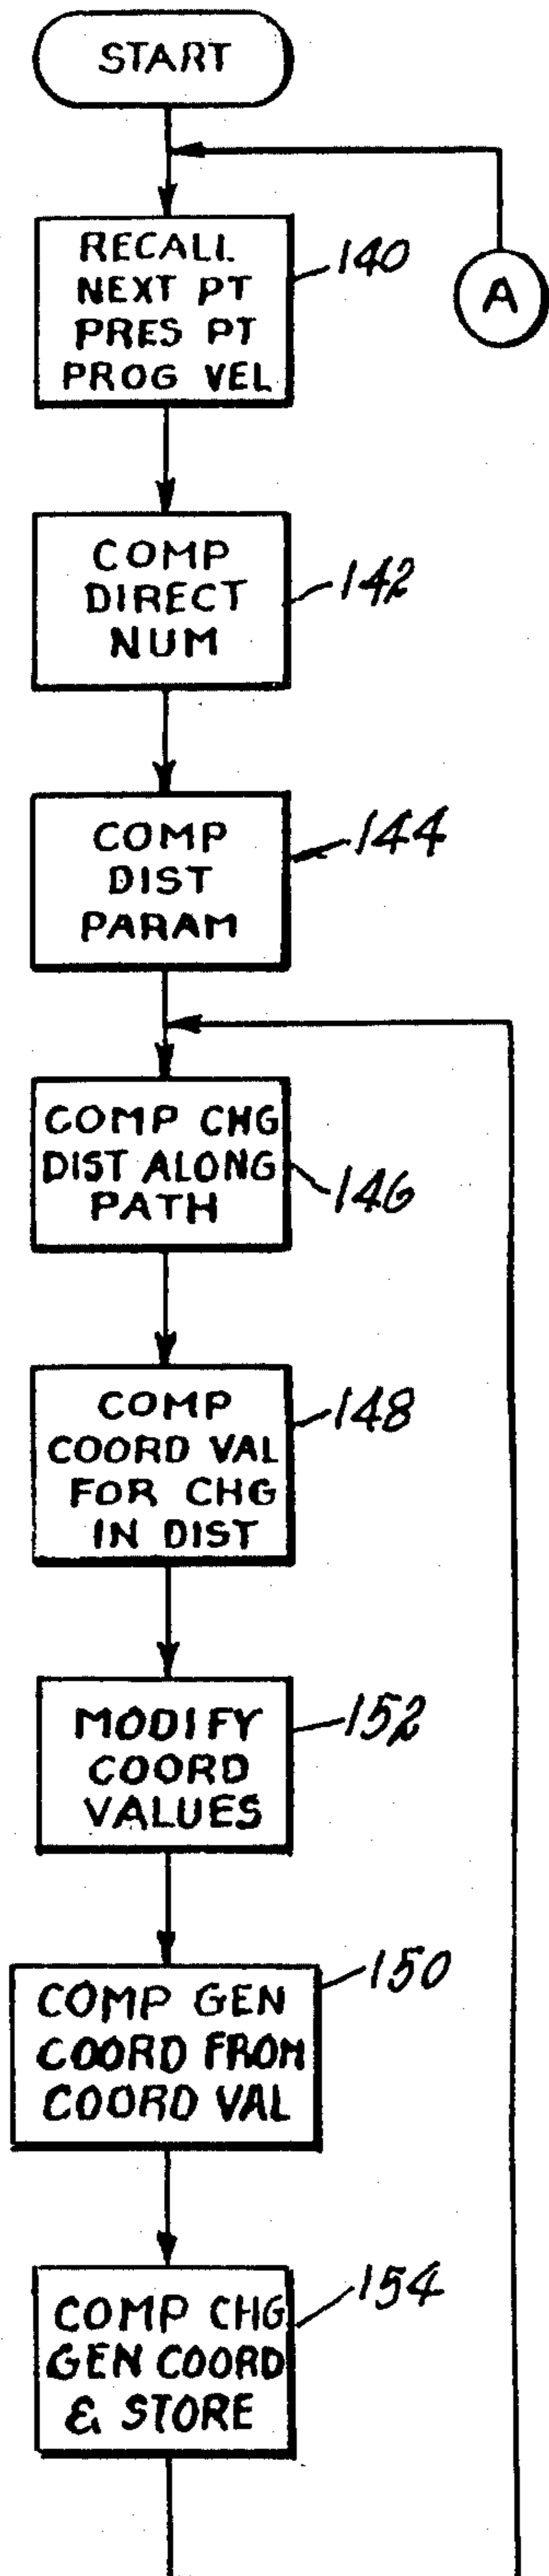 START
RECALL
NEXT PT
PRES PT
PROG VEL
140
A
COMP
DIRECT
NUM
142
COMP
DIST
PARAM
144
COMP CHG
DIST ALONG
PATH
146
COMP
COORD VAL
FOR CHG
IN DIST
148
MODIFY
COORD
VALUES
152
COMP GEN
COORD FROM
COORD VAL
150
COMP CHG
GEN COORD
& STORE
154